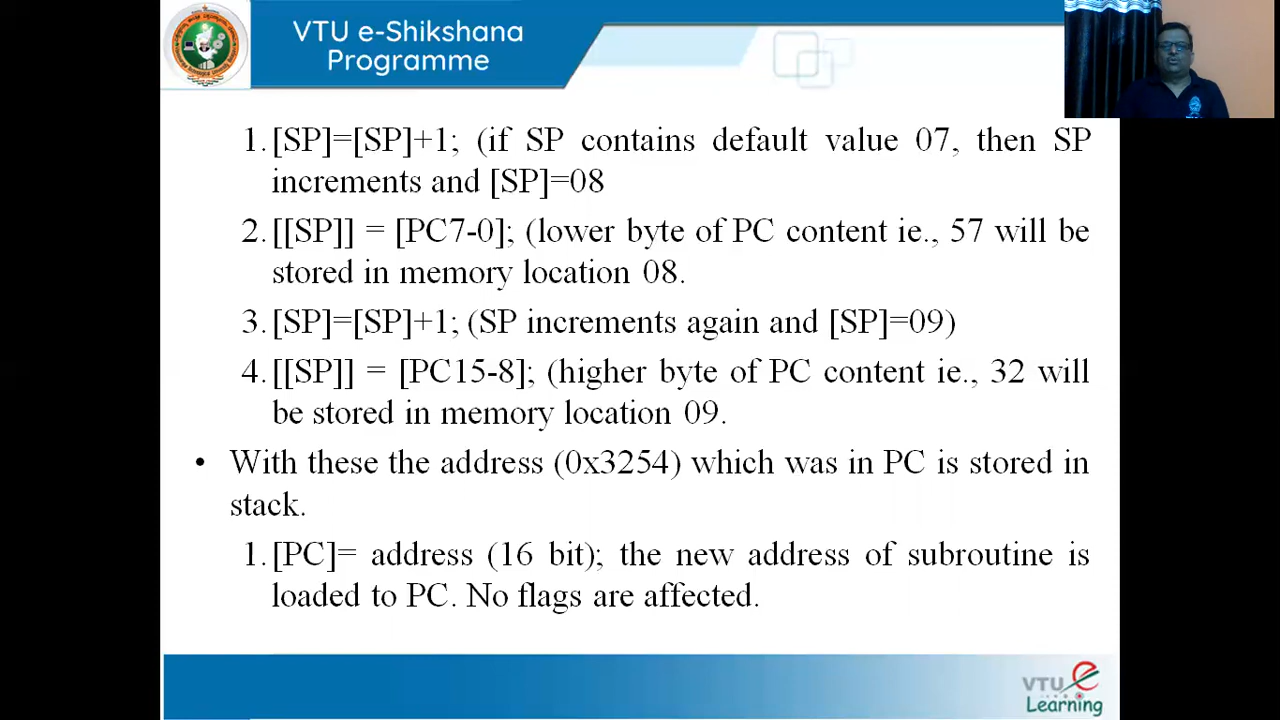 VTU e-Shikshana
Programme
1. [SP]=[SP]+1; (if SP contains default value 07, then SP
increments and [SP]=08
2. [[SP]] = [PC7-0]; (lower byte of PC content ie., 57 will be
stored in memory location 08.
3. [SP]=[SP]+1; (SP increments again and [SP]=09)
4. [[SP]] = [PC15-8]; (higher byte of PC content ie., 32 will
be stored in memory location 09.
• With these the address (0x3254) which was in PC is stored in
stack.
1. [PC]= address (16 bit); the new address of subroutine is
loaded to PC. No flags are affected.
VTU e
Learning